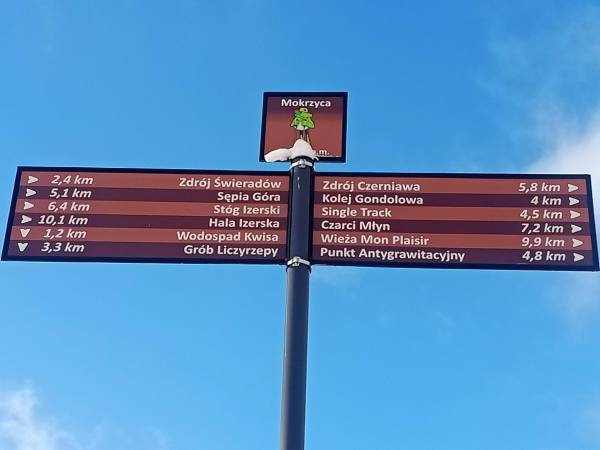 Mokrzyca
.m.
2,4 km Zdrój Świeradów
5,1 km Sępia Góra
6,4 km Stóg Izerski
10,1 km Hala Izerska
1,2 km Wodospad Kwisa
3,3 km Grób Liczyrzepy
Zdrój Czerniawa 5,8 km
Kolej Gondolowa 4 km
Single Track 4,5 km
Czarci Młyn 7,2 km
Wieża Mon Plaisir 9,9 km
Punkt Antygrawitacyjny 4,8 km